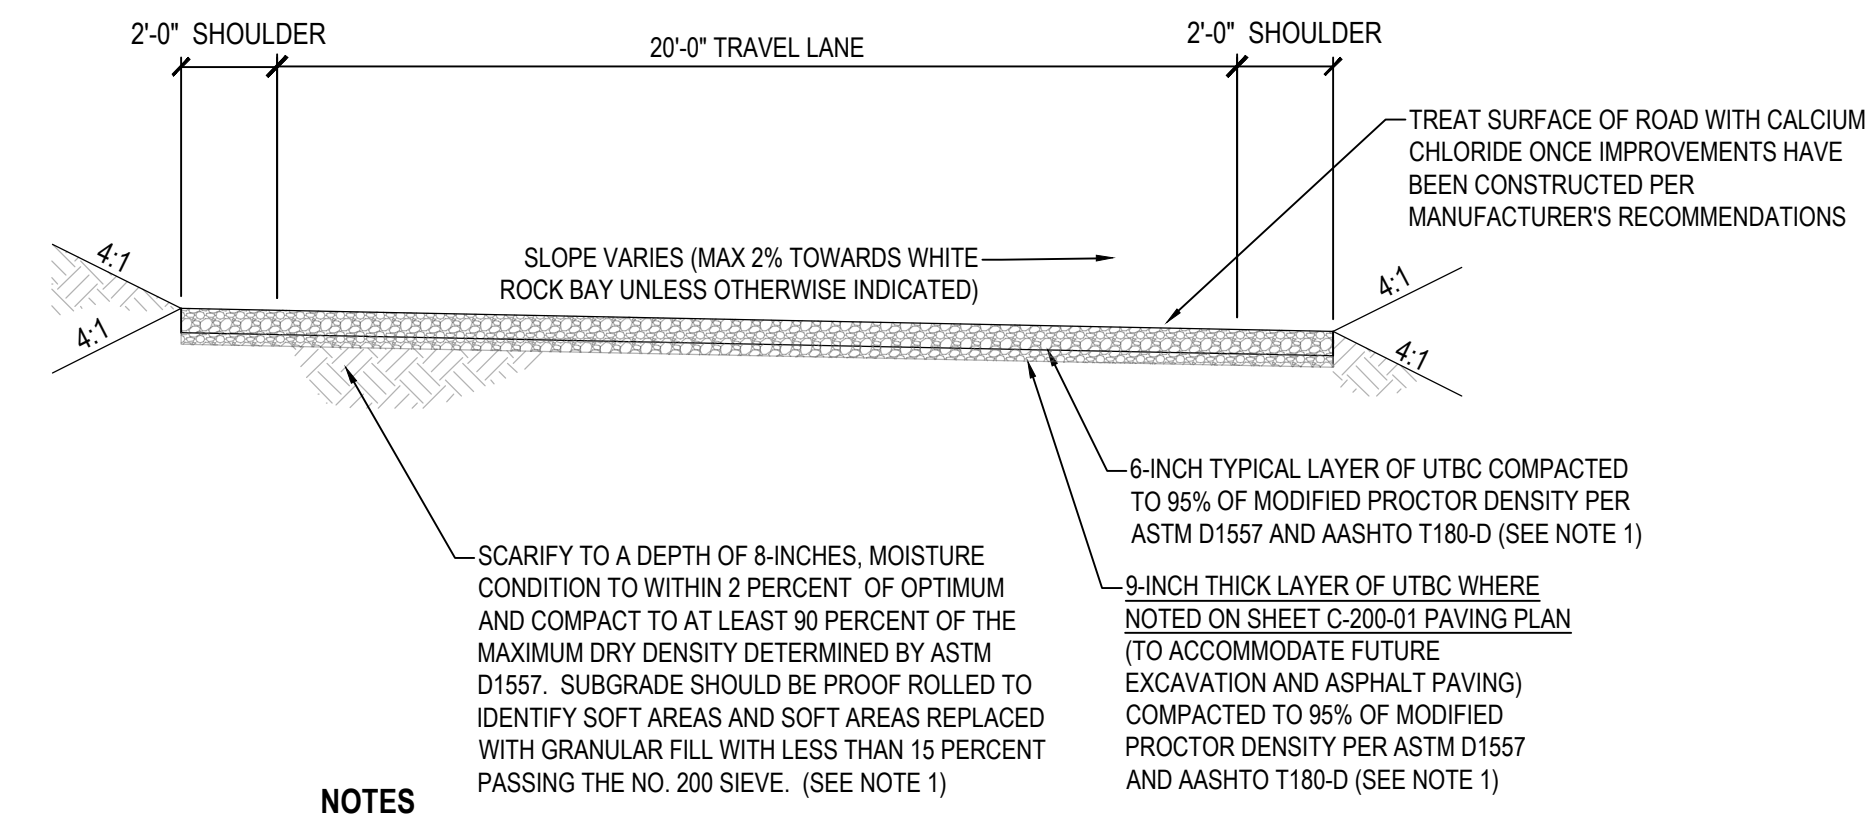 2'-0" SHOULDER
20'-0" TRAVEL LANE
2'-0" SHOULDER
TREAT SURFACE OF ROAD WITH CALCIUM
CHLORIDE ONCE IMPROVEMENTS HAVE
BEEN CONSTRUCTED PER
MANUFACTURER'S RECOMMENDATIONS
SLOPE VARIES (MAX 2% TOWARDS WHITE
ROCK BAY UNLESS OTHERWISE INDICATED)
4:1
4:1
4:1
4:1
6-INCH TYPICAL LAYER OF UTBC COMPACTED
TO 95% OF MODIFIED PROCTOR DENSITY PER
ASTM D1557 AND AASHTO T180-D (SEE NOTE 1)
SCARIFY TO A DEPTH OF 8-INCHES, MOISTURE
CONDITION TO WITHIN 2 PERCENT OF OPTIMUM
AND COMPACT TO AT LEAST 90 PERCENT OF THE
MAXIMUM DRY DENSITY DETERMINED BY ASTM
D1557. SUBGRADE SHOULD BE PROOF ROLLED TO
IDENTIFY SOFT AREAS AND SOFT AREAS REPLACED
WITH GRANULAR FILL WITH LESS THAN 15 PERCENT
PASSING THE NO. 200 SIEVE. (SEE NOTE 1)
9-INCH THICK LAYER OF UTBC WHERE
NOTED ON SHEET C-200-01 PAVING PLAN
(TO ACCOMMODATE FUTURE
EXCAVATION AND ASPHALT PAVING)
COMPACTED TO 95% OF MODIFIED
PROCTOR DENSITY PER ASTM D1557
AND AASHTO T180-D (SEE NOTE 1)
NOTES